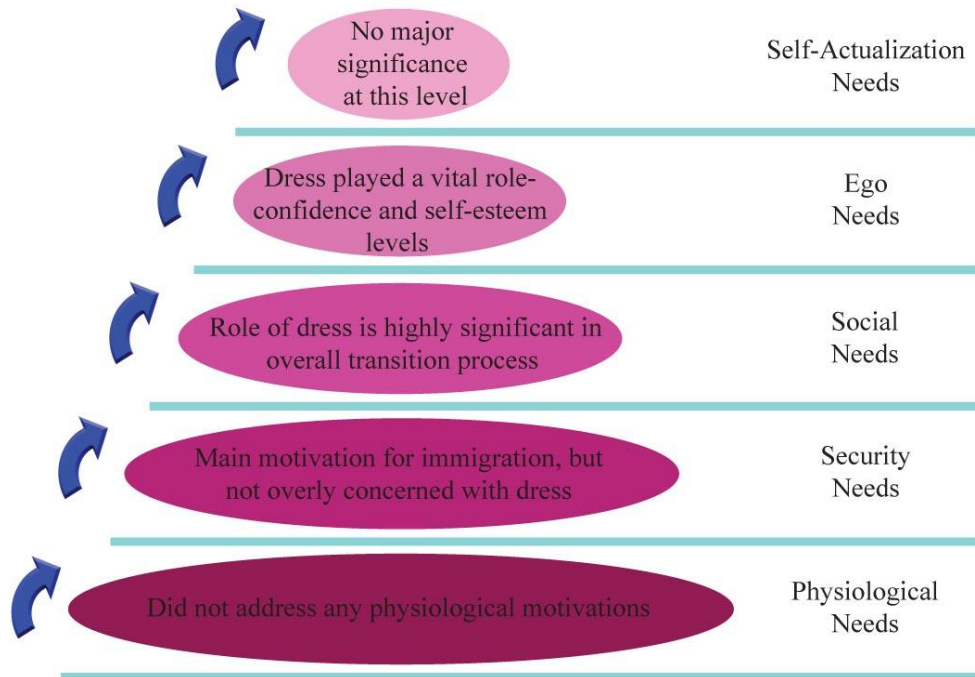 No major
significance
at this level
Self-Actualization
Needs
Dress played a vital role-
confidence and self-esteem
levels
Ego
Needs
Role of dress is highly significant in
overall transition process
Social
Needs
Main motivation for immigration, but
not overly concerned with dress
Security
Needs
Did not address any physiological motivations
Physiological
Needs